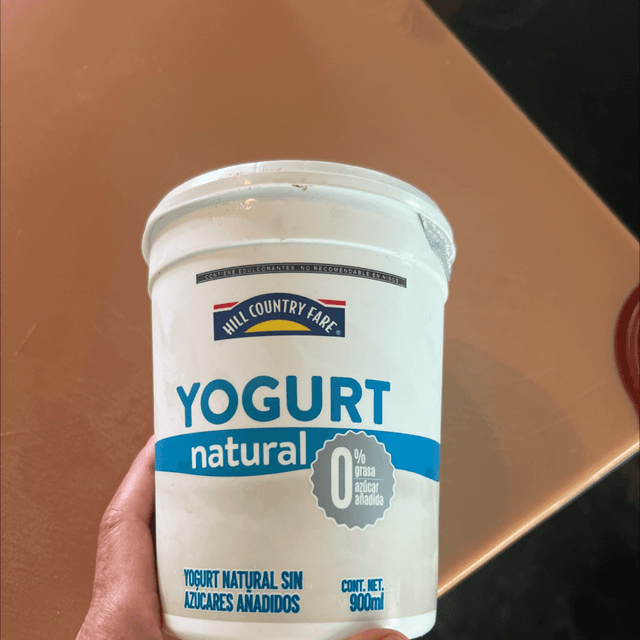 CONTIENE EDULCORANTES, NO RECOMENDABLE EN NIÑOS
HILL COUNTRY FARE®
YOGURT
natural
0% grasa
azúcar
añadida
YOGURT NATURAL SIN
AZÚCARES AÑADIDOS
CONT. NET.
900ml